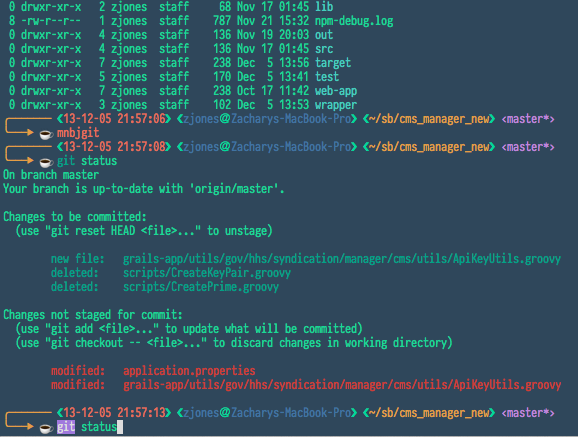 0 drwxr-xr-x 2 zjones staff 68 Nov 17 01:45 lib
8 -rw-r--r-- 1 zjones staff 787 Nov 21 15:32 npm-debug.log
0 drwxr-xr-x 4 zjones staff 136 Nov 19 20:03 out
0 drwxr-xr-x 4 zjones staff 136 Nov 17 01:45 src
0 drwxr-xr-x 7 zjones staff 238 Dec 5 13:56 target
0 drwxr-xr-x 5 zjones staff 170 Dec 5 13:41 test
0 drwxr-xr-x 7 zjones staff 238 Oct 17 11:42 web-app
0 drwxr-xr-x 3 zjones staff 102 Dec 5 13:53 wrapper
<13-12-05 21:57:06> <zjones@Zacharys-MacBook-Pro> <~/sb/cms_manager_new> <master*>
mnbjgit
<13-12-05 21:57:08> <zjones@Zacharys-MacBook-Pro> <~/sb/cms_manager_new> <master*>
git status
On branch master
Your branch is up-to-date with 'origin/master'.
Changes to be committed:
(use "git reset HEAD <file>..." to unstage)
new file: grails-app/utils/gov/hhs/syndication/manager/cms/utils/ApiKeyUtils.groovy
deleted: scripts/CreateKeyPair.groovy
deleted: scripts/CreatePrime.groovy
Changes not staged for commit:
(use "git add <file>..." to update what will be committed)
(use "git checkout -- <file>..." to discard changes in working directory)
modified: application.properties
modified: grails-app/utils/gov/hhs/syndication/manager/cms/utils/ApiKeyUtils.groovy
<13-12-05 21:57:13> <zjones@Zacharys-MacBook-Pro> <~/sb/cms_manager_new> <master*>
git status